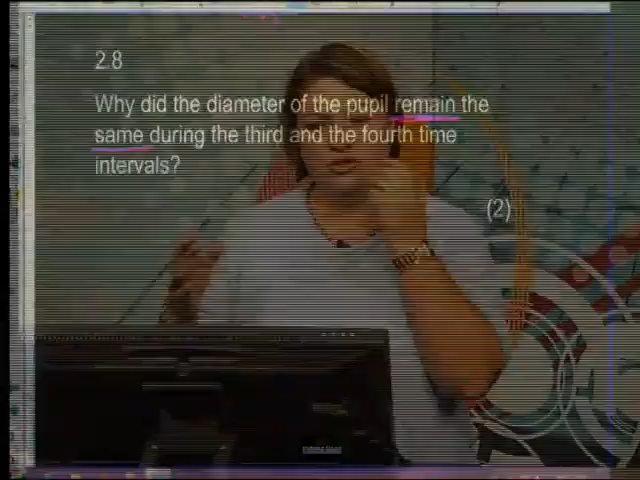 2.8
Why did the diameter of the pupil remain the
same during the third and the fourth time
intervals?
(2)